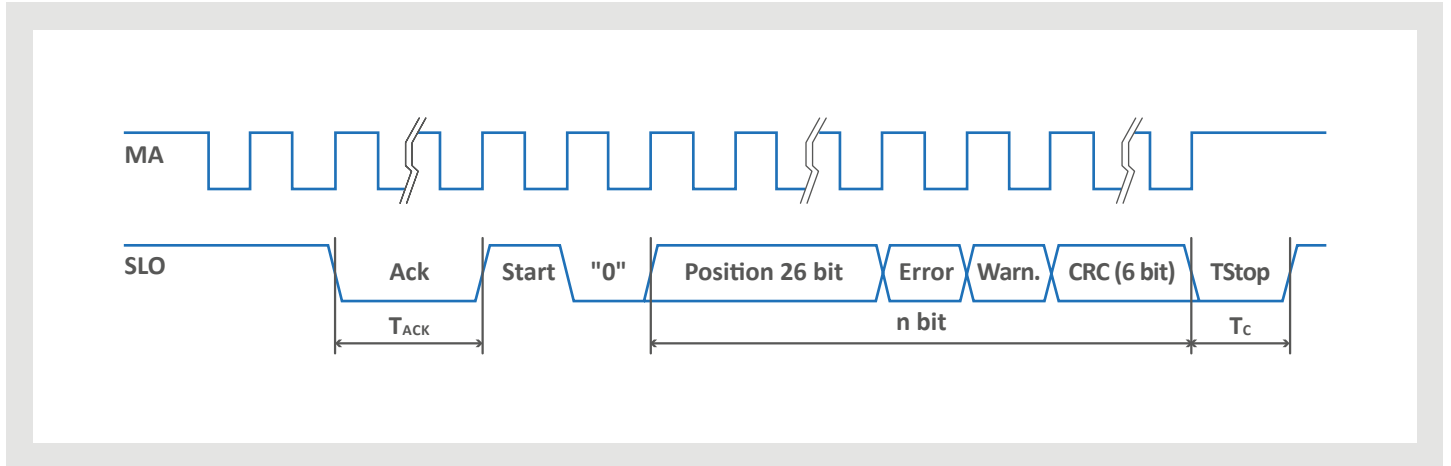 MA
SLO
Ack
Start
"0"
Position 26 bit
Error
Warn.
CRC (6 bit)
TStop
TACK
n bit
TC